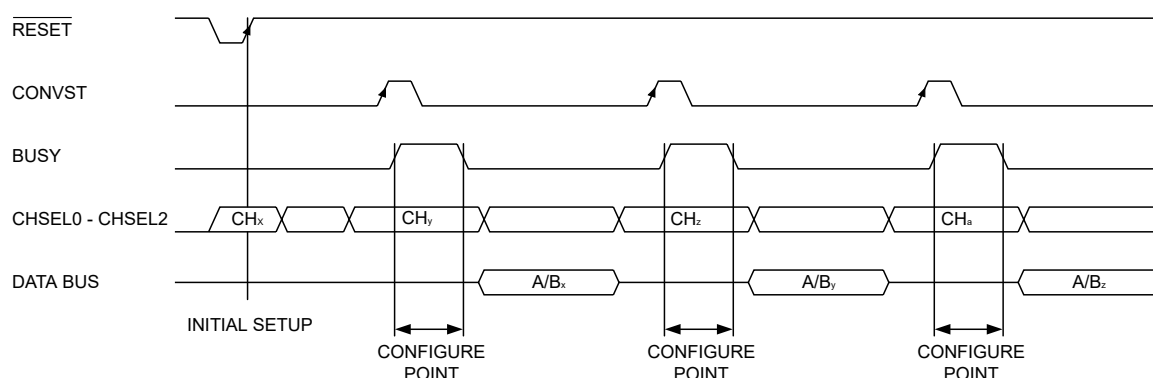 RESET
CONVST
BUSY
CHSEL0 - CHSEL2
CHx
CHy
CHz
CHa
DATA BUS
A/Bx
A/By
A/Bz
INITIAL SETUP
CONFIGURE
POINT
CONFIGURE
POINT
CONFIGURE
POINT